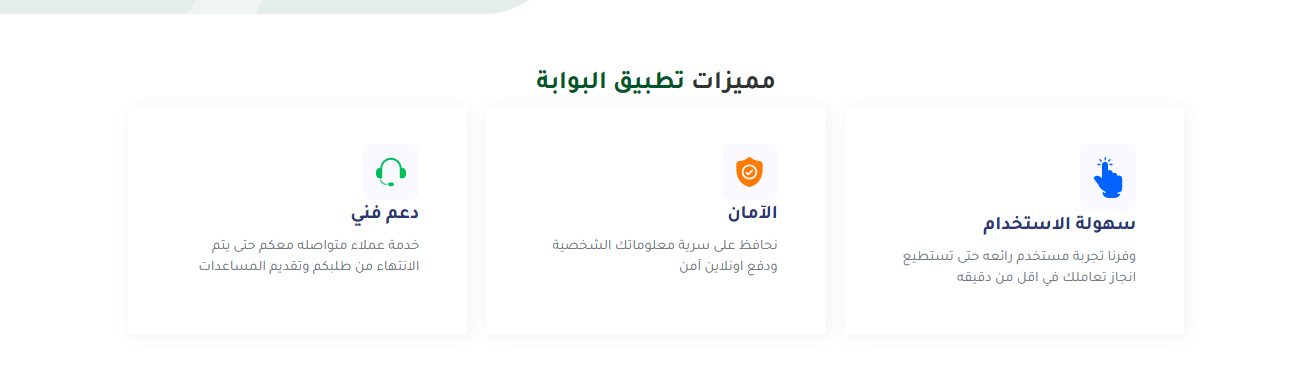 مميزات تطبيق البوابة
سهولة الاستخدام
وفرنا تجربة مستخدم رائعه حتى تستطيع
انجاز تعاملك في اقل من دقيقه
الآمان
نحافظ على سرية معلوماتك الشخصية
ودفع اونلاين آمن
دعم فني
خدمة عملاء متواصله معكم حتى يتم
الانتهاء من طلبكم وتقديم المساعدات